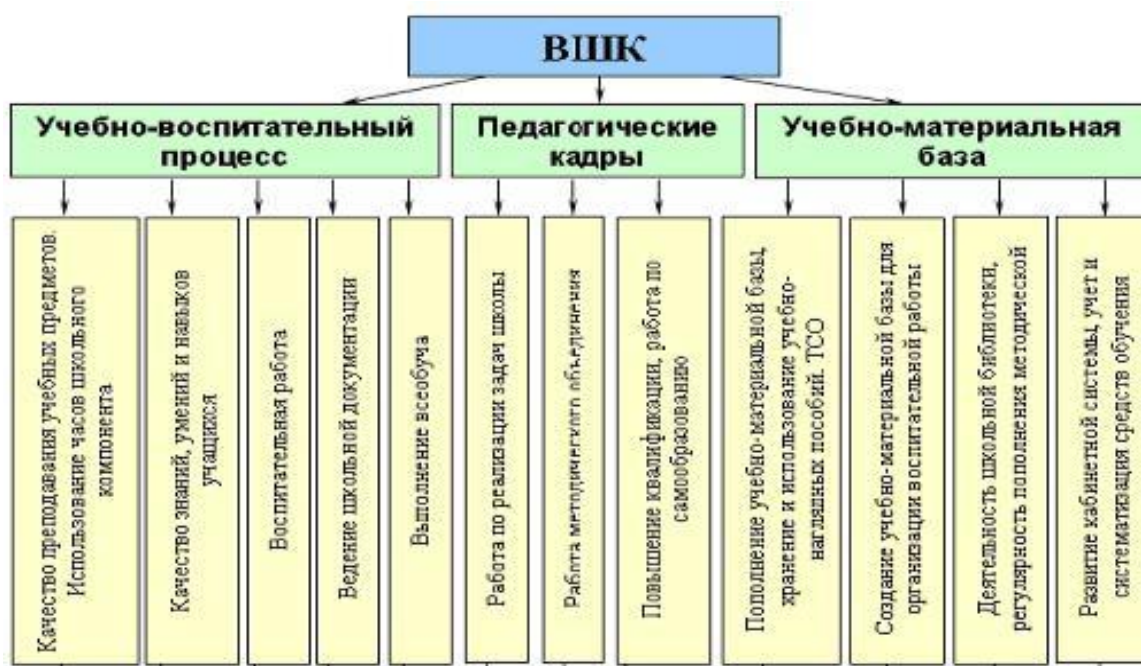 ВШК
Учебно-воспитательный
процесс
Педагогические
кадры
Учебно-материальная
база
Качество преподавания учебных предметов.
Использование часов школьного
компонента
Качество знаний, умений и навыков
учащихся
Воспитательная работа
Ведение школьной документации
Выполнение всеобуча
Работа по реализации задач школы
Работа методического объединения
Повышение квалификации, работа по
самообразованию
Пополнение учебно-материальной базы,
хранение и использование учебно-
наглядных пособий. ТСО
Создание учебно-материальной базы для
организации воспитательной работы
Деятельность школьной библиотеки,
регулярность пополнения методической
Развитие кабинетной системы, учет и
систематизация средств обучения